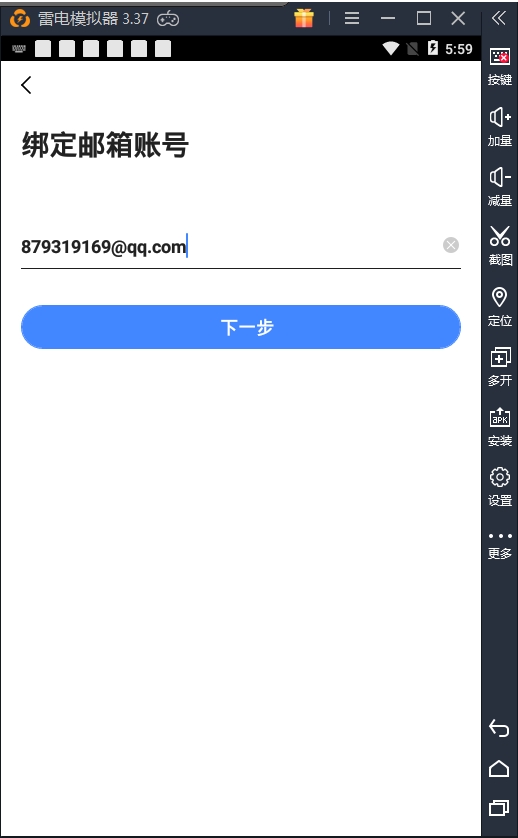 雷电模拟器 3.37
5:59
绑定邮箱账号
879319169@qq.com
下一步
按键
加量
减量
截图
定位
多开
APK
安装
设置
更多